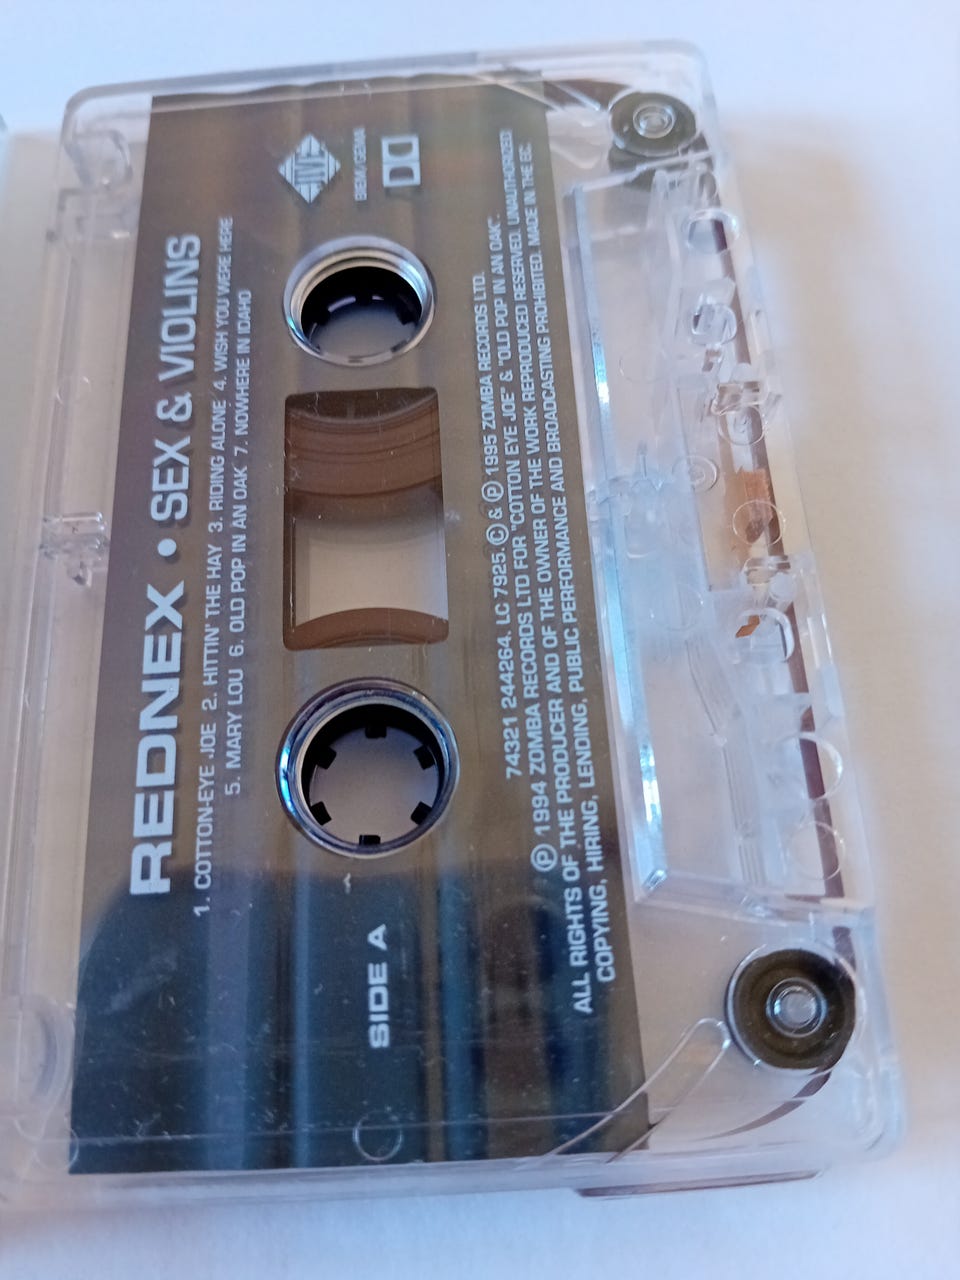 REDNEX • SEX & VIOLINS
1. COTTON-EYE JOE 2. HITTIN' THE HAY 3. RIDING ALONE 4. WISH YOU WERE HERE
5. MARY LOU 6. OLD POP IN AN OAK 7. NOWHERE IN IDAHO
SIDE A
JIVE
BIEM/GEMA
74321 244264. LC 7925. © & ℗ 1995 ZOMBA RECORDS LTD.
℗ 1994 ZOMBA RECORDS LTD FOR "COTTON EYE JOE" & "OLD POP IN AN OAK".
ALL RIGHTS OF THE PRODUCER AND OF THE OWNER OF THE WORK REPRODUCED RESERVED. UNAUTHORIZED
COPYING, HIRING, LENDING, PUBLIC PERFORMANCE AND BROADCASTING PROHIBITED. MADE IN THE EC.